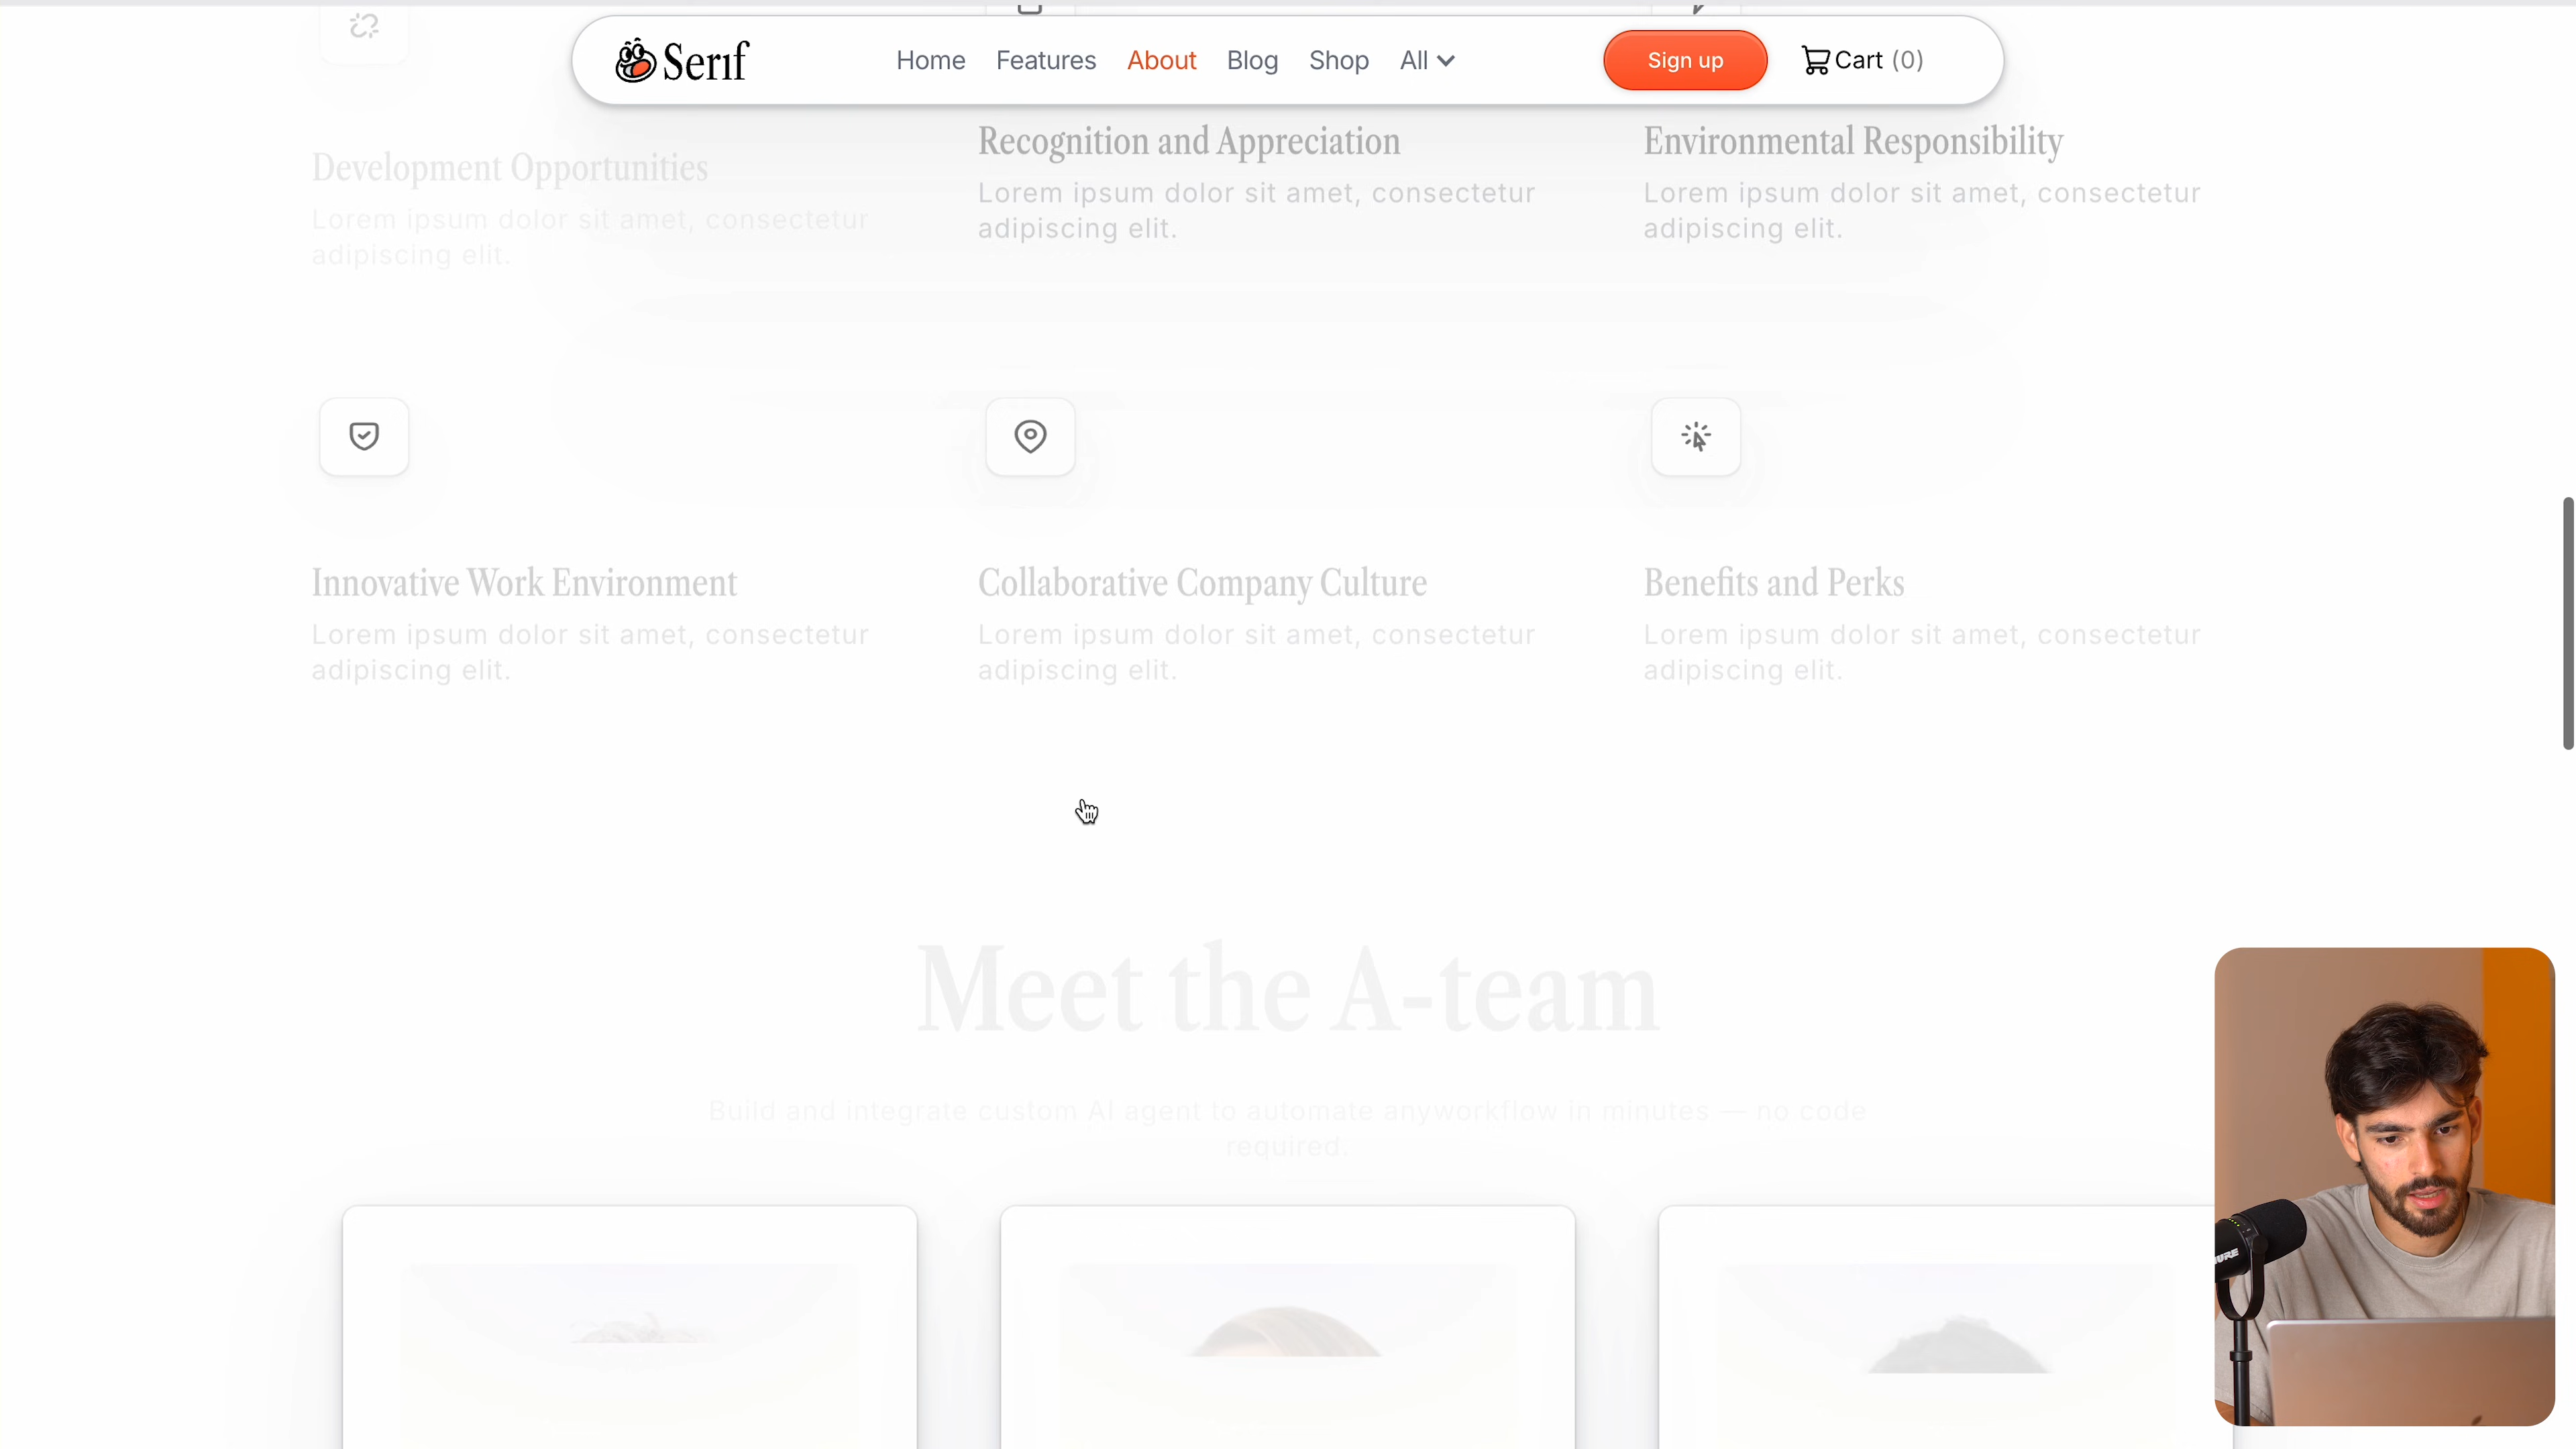 Serif
Home Features About Blog Shop All
Sign up
Cart (0)
Development Opportunities
Lorem ipsum dolor sit amet, consectetur
adipiscing elit.
Recognition and Appreciation
Lorem ipsum dolor sit amet, consectetur
adipiscing elit.
Environmental Responsibility
Lorem ipsum dolor sit amet, consectetur
adipiscing elit.
Innovative Work Environment
Lorem ipsum dolor sit amet, consectetur
adipiscing elit.
Collaborative Company Culture
Lorem ipsum dolor sit amet, consectetur
adipiscing elit.
Benefits and Perks
Lorem ipsum dolor sit amet, consectetur
adipiscing elit.
Meet the A-team
Build and integrate custom AI agent to automate anyworkflow in minutes — no code
required.